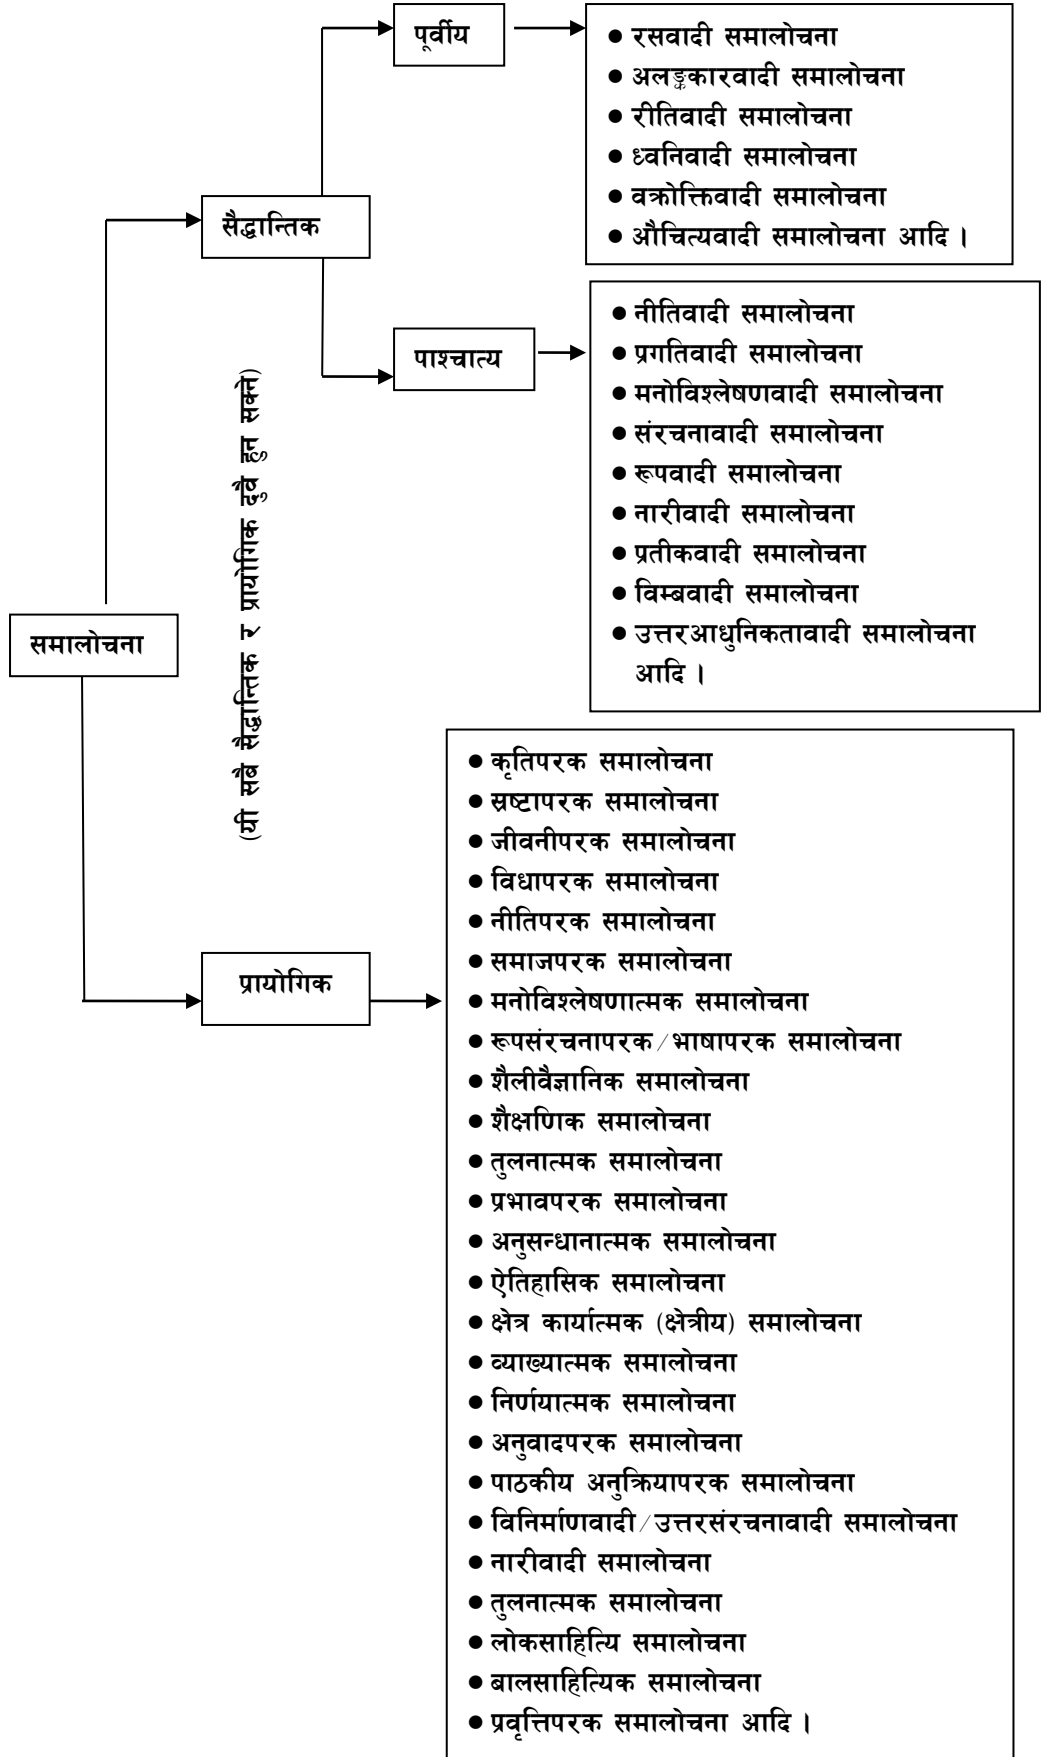 पूर्वीय
● रसवादी समालोचना
● अलङ्कारवादी समालोचना
● रीतिवादी समालोचना
● ध्वनिवादी समालोचना
● वक्रोक्तिवादी समालोचना
● औचित्यवादी समालोचना आदि ।
सैद्धान्तिक
पाश्चात्य
● नीतिवादी समालोचना
● प्रगतिवादी समालोचना
● मनोविश्लेषणवादी समालोचना
● संरचनावादी समालोचना
● रूपवादी समालोचना
● नारीवादी समालोचना
● प्रतीकवादी समालोचना
● विम्बवादी समालोचना
● उत्तरआधुनिकतावादी समालोचना
आदि ।
(यी सबै सैद्धान्तिक र प्रायोगिक दुवै हुन सक्ने)
समालोचना
प्रायोगिक
● कृतिपरक समालोचना
● स्रष्टापरक समालोचना
● जीवनीपरक समालोचना
● विधापरक समालोचना
● नीतिपरक समालोचना
● समाजपरक समालोचना
● मनोविश्लेषणात्मक समालोचना
● रूपसंरचनापरक/भाषापरक समालोचना
● शैलीवैज्ञानिक समालोचना
● शैक्षणिक समालोचना
● तुलनात्मक समालोचना
● प्रभावपरक समालोचना
● अनुसन्धानात्मक समालोचना
● ऐतिहासिक समालोचना
● क्षेत्र कार्यात्मक (क्षेत्रीय) समालोचना
● व्याख्यात्मक समालोचना
● निर्णयात्मक समालोचना
● अनुवादपरक समालोचना
● पाठकीय अनुक्रियापरक समालोचना
● विनिर्माणवादी/उत्तरसंरचनावादी समालोचना
● नारीवादी समालोचना
● तुलनात्मक समालोचना
● लोकसाहित्यि समालोचना
● बालसाहित्यिक समालोचना
● प्रवृत्तिपरक समालोचना आदि ।